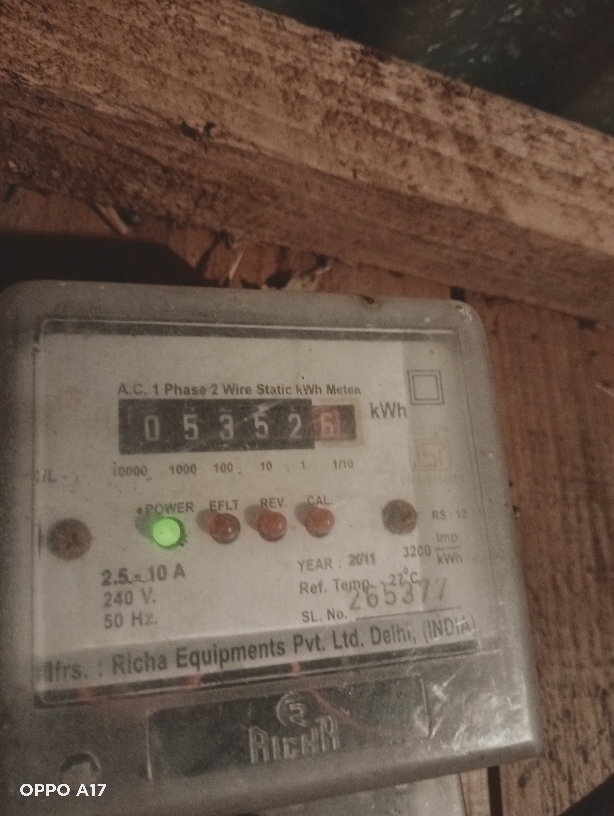 A.C. 1 Phase 2 Wire Static kWh Meter
0 5 3 5 2 6 kWh
10000 1000 100 10 1 1/10
POWER EFLT REV. CAL.
RS : 12
3200 Imp/kWh
2.5 - 10 A
YEAR : 2011
240 V.
Ref. Temp. - 27°C
50 Hz.
SL. No. 265377
Mfrs. : Richa Equipments Pvt. Ltd. Delhi, (INDIA)
RICHA
OPPO A17